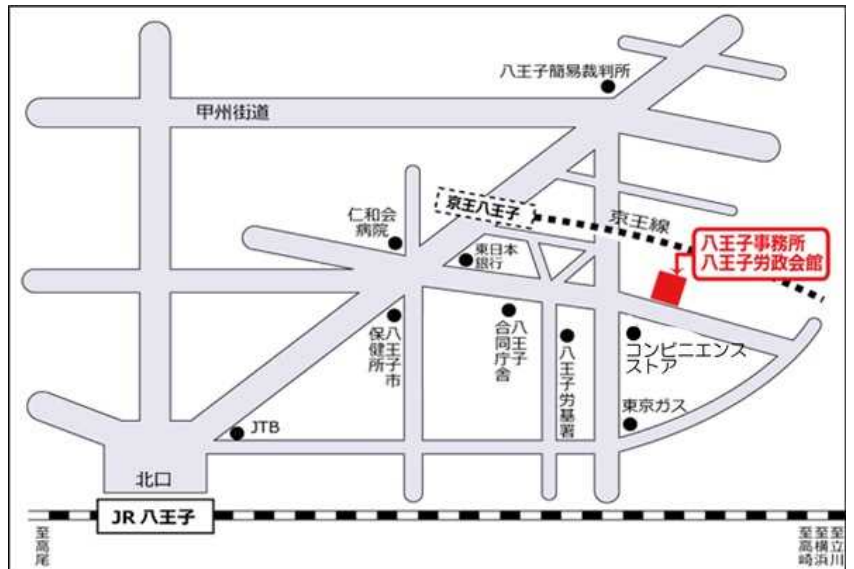 八王子簡易裁判所
甲州街道
仁和会
病院
京王八王子
京王線
東日本
銀行
八王子事務所
八王子労政会館
八王子市
保健所
八王子
合同庁舎
八王子労基署
コンビニエンス
ストア
東京ガス
JTB
北口
JR 八王子
至高尾
至立川
至横浜
至高崎